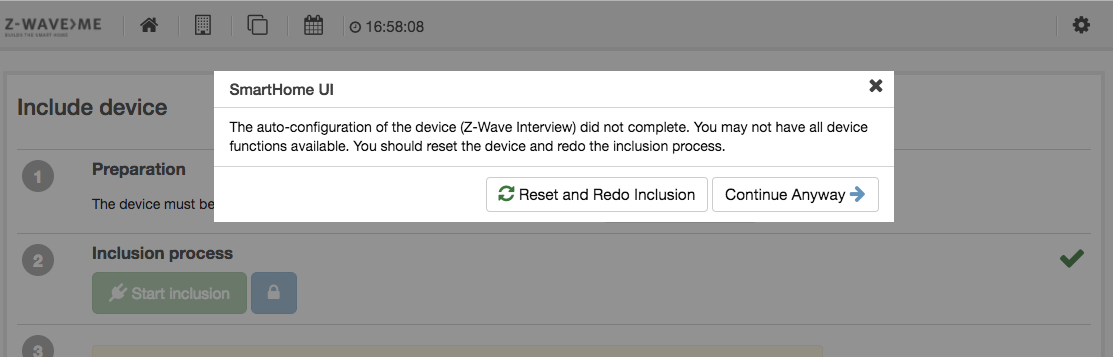 Z-WAVE>ME
BUILDS THE SMART HOME
16:58:08
SmartHome UI
The auto-configuration of the device (Z-Wave Interview) did not complete. You may not have all device
functions available. You should reset the device and redo the inclusion process.
Reset and Redo Inclusion
Continue Anyway
Include device
1
Preparation
The device must be
2
Inclusion process
Start inclusion
3